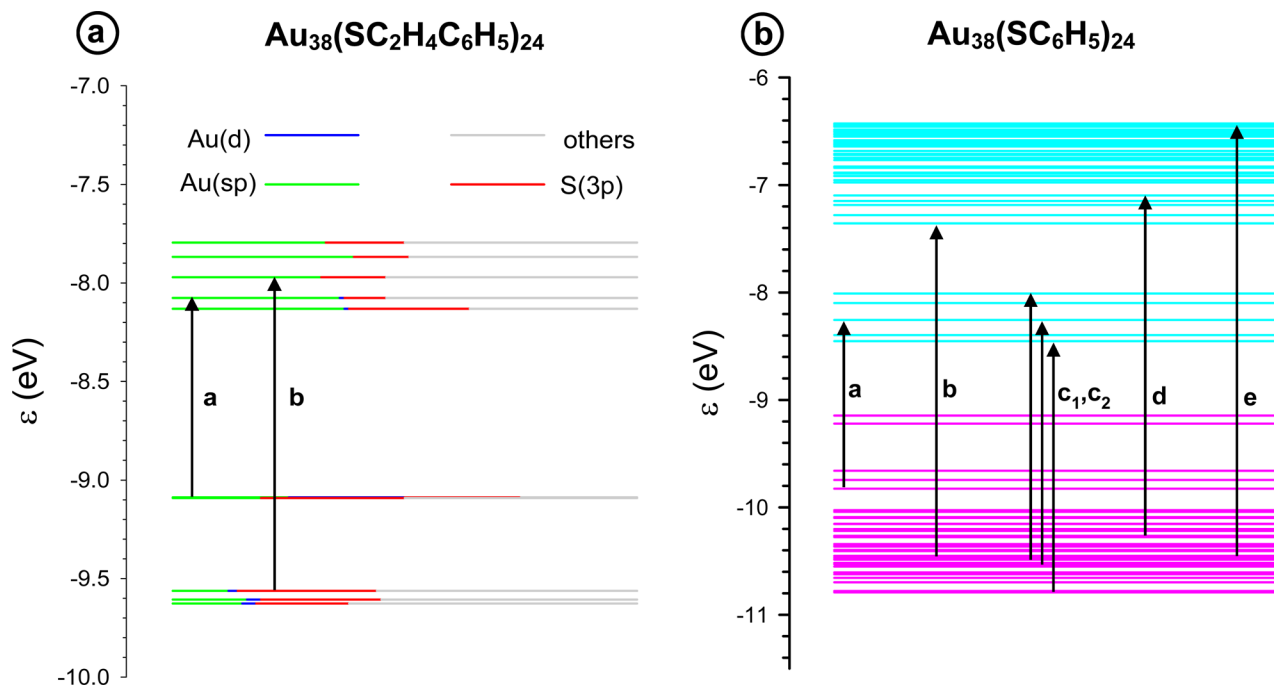 a
Au38(SC2H4C6H5)24
-7.0
-7.5
-8.0
-8.5
-9.0
-9.5
-10.0
ε (eV)
Au(d)
others
Au(sp)
S(3p)
a
b
b
Au38(SC6H5)24
-6
-7
-8
-9
-10
-11
ε (eV)
a
b
c1,c2
d
e